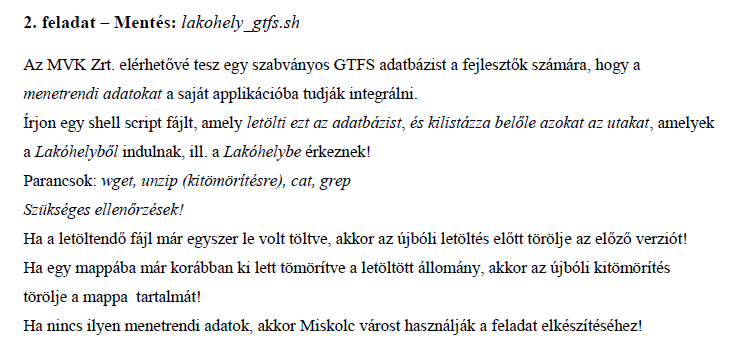 2. feladat – Mentés: lakohely_gtfs.sh
Az MVK Zrt. elérhetővé tesz egy szabványos GTFS adatbázist a fejlesztők számára, hogy a
menetrendi adatokat a saját applikációba tudják integrálni.
Írjon egy shell script fájlt, amely letölti ezt az adatbázist, és kilistázza belőle azokat az utakat, amelyek
a Lakóhelyből indulnak, ill. a Lakóhelybe érkeznek!
Parancsok: wget, unzip (kitömörítésre), cat, grep
Szükséges ellenőrzések!
Ha a letöltendő fájl már egyszer le volt töltve, akkor az újbóli letöltés előtt törölje az előző verziót!
Ha egy mappába már korábban ki lett tömörítve a letöltött állomány, akkor az újbóli kitömörítés
törölje a mappa tartalmát!
Ha nincs ilyen menetrendi adatok, akkor Miskolc várost használják a feladat elkészítéséhez!